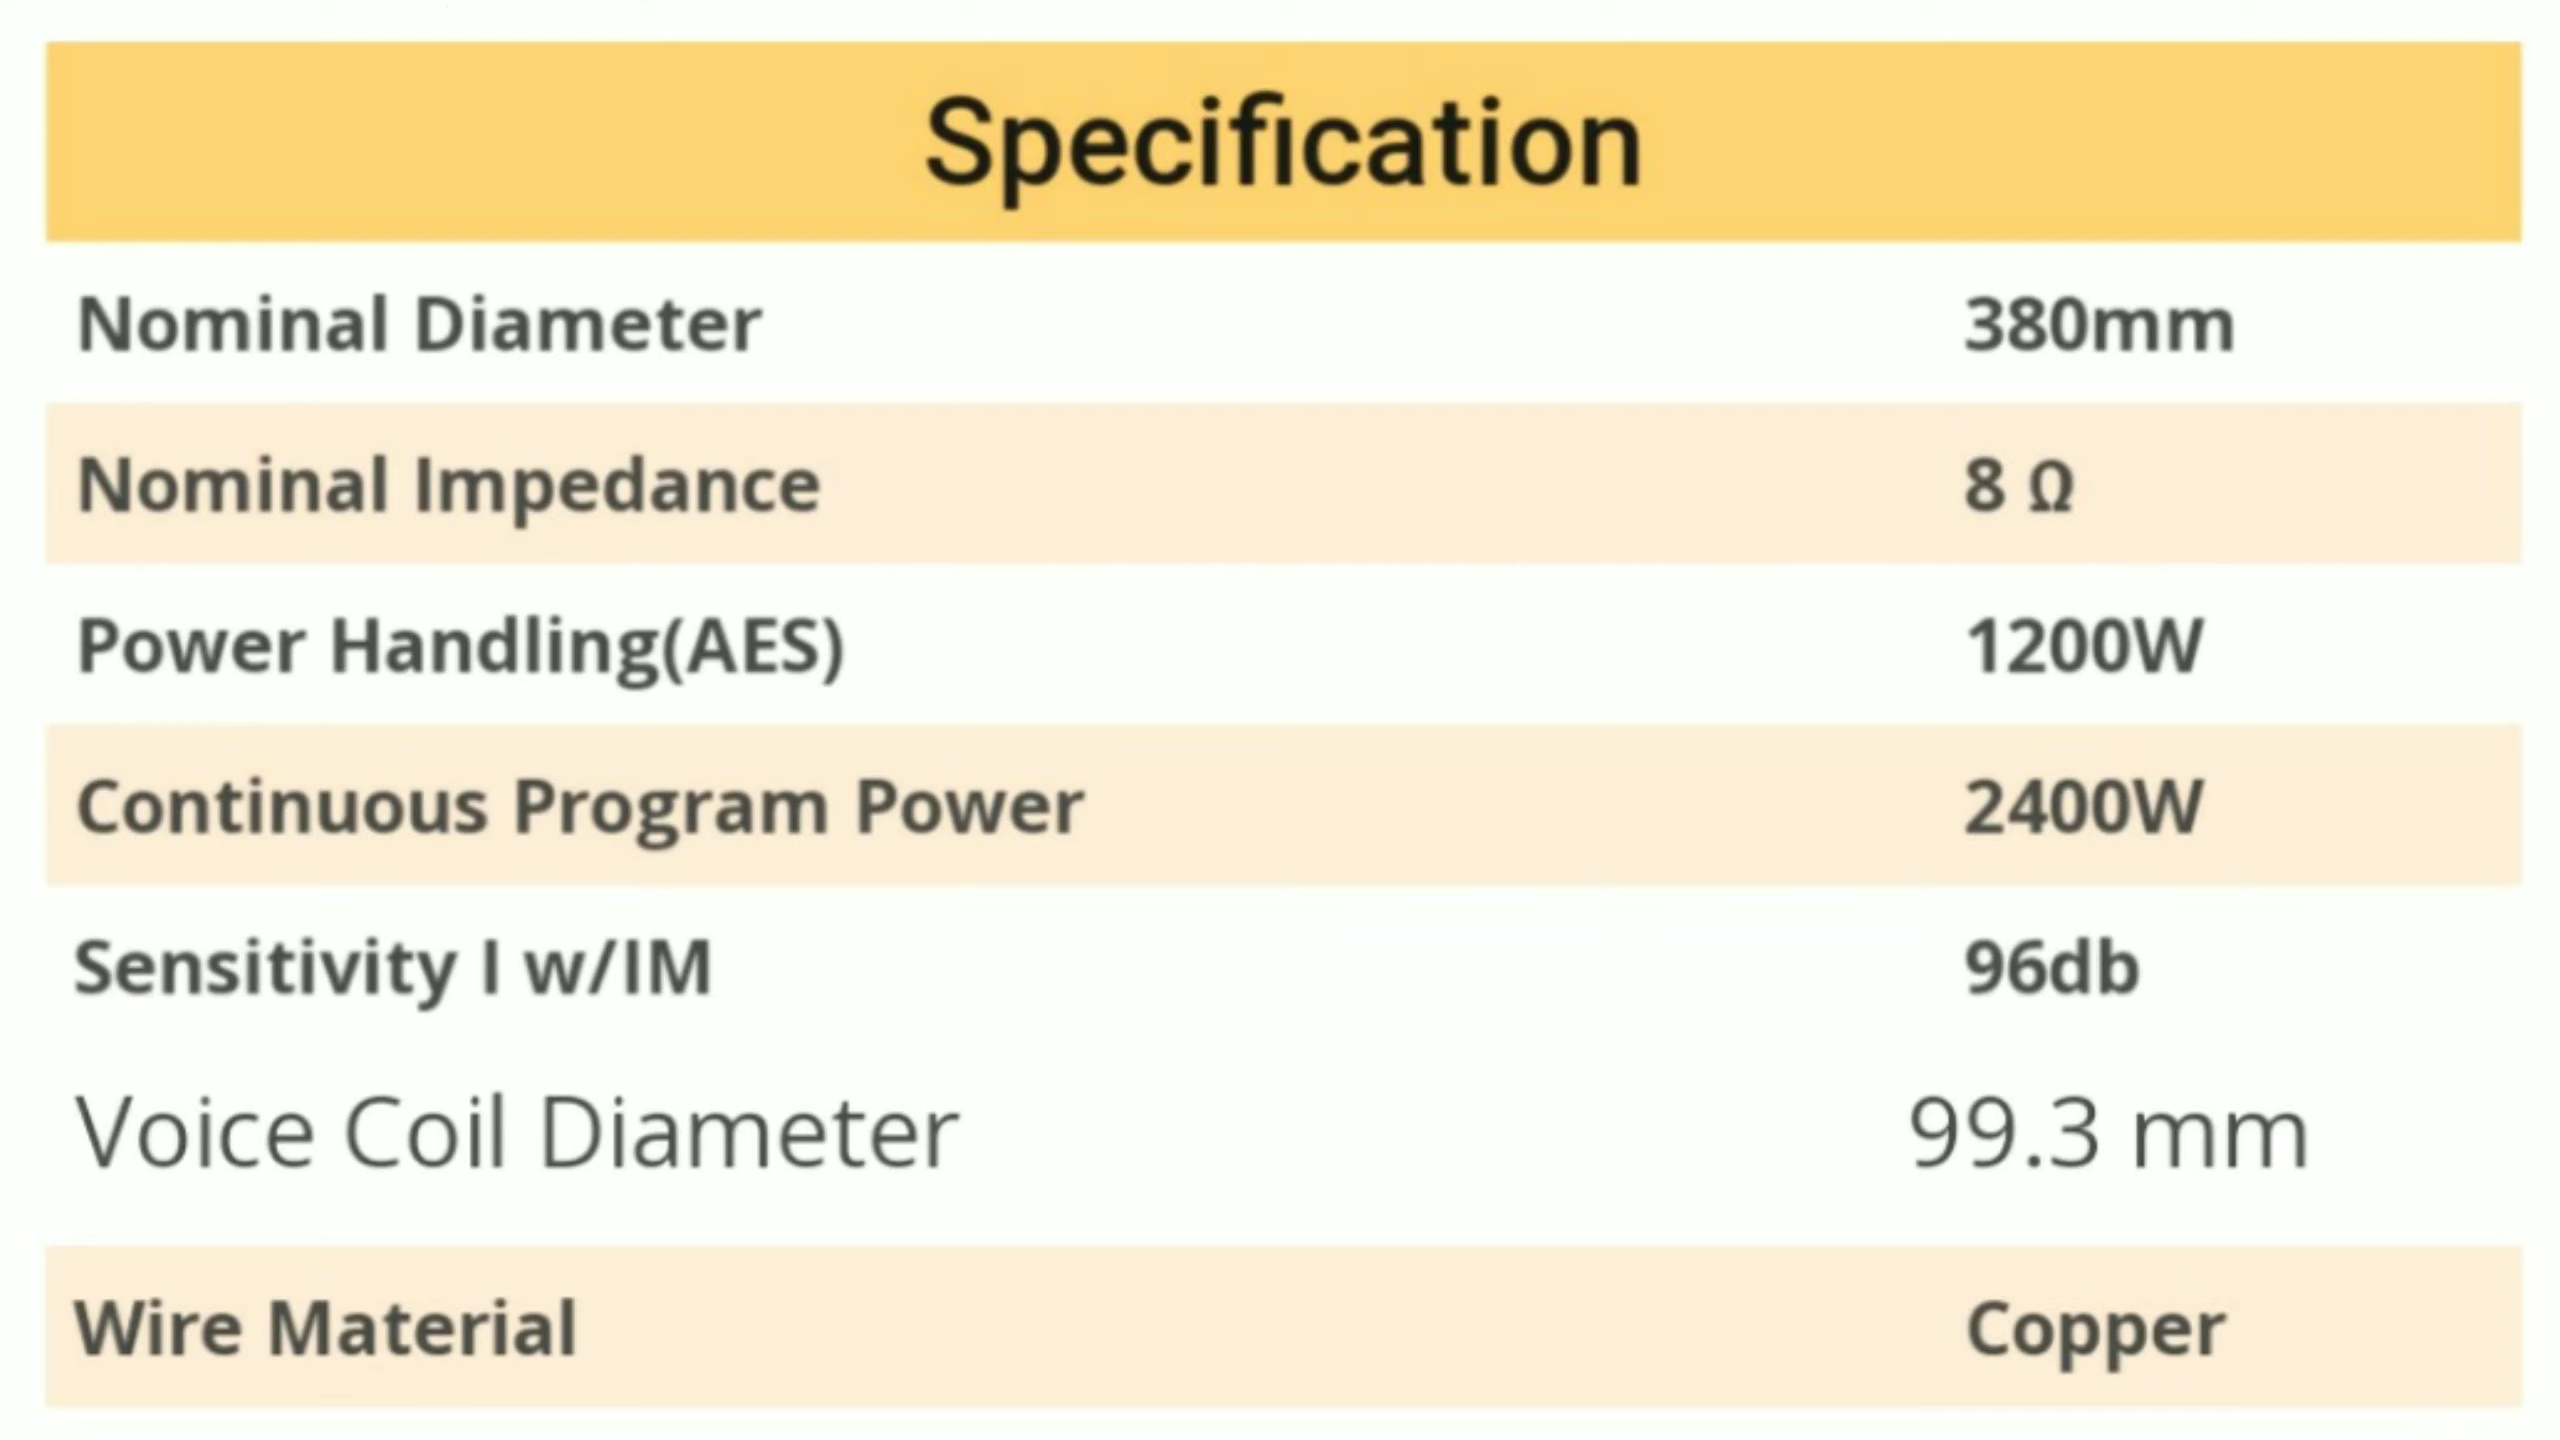 Specification
Nominal Diameter 380mm
Nominal Impedance 8 Ω
Power Handling(AES) 1200W
Continuous Program Power 2400W
Sensitivity I w/IM 96db
Voice Coil Diameter 99.3 mm
Wire Material Copper